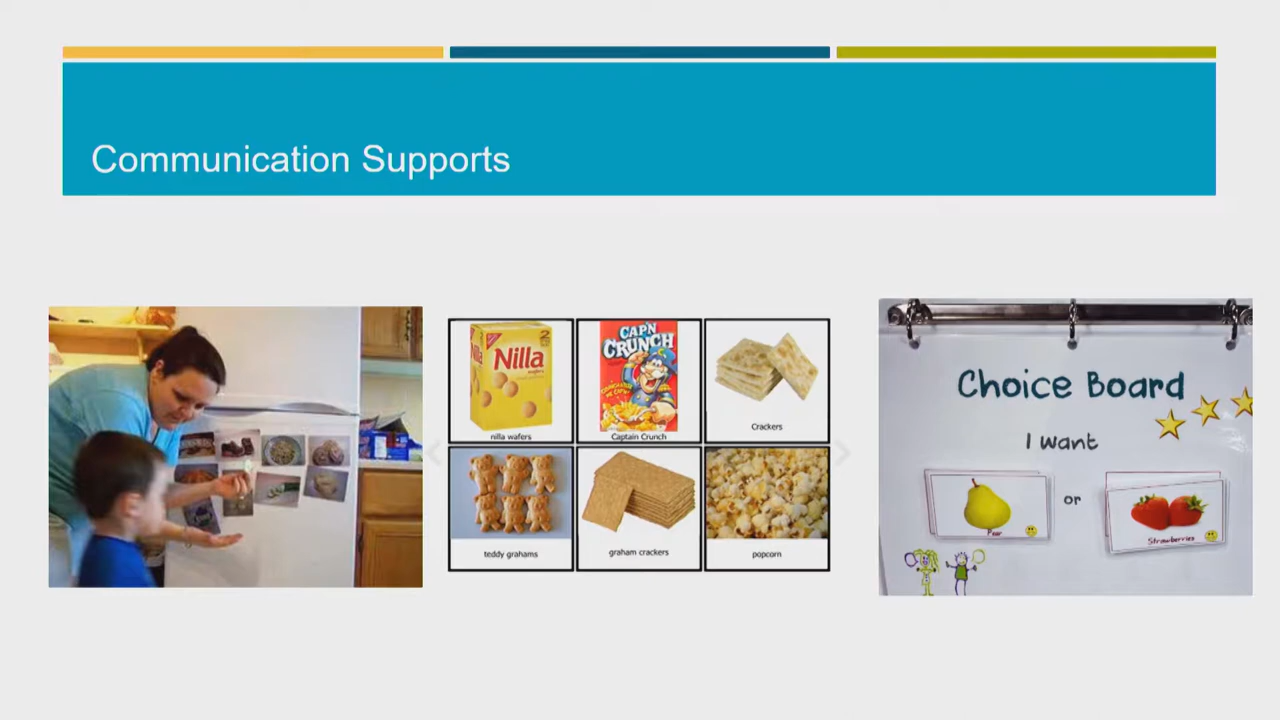 Communication Supports
Nilla
wafers
nilla wafers
CAP'N
CRUNCH
Captain Crunch
Crackers
teddy grahams
graham crackers
popcorn
Choice Board
I want
Pear
or
Strawberries